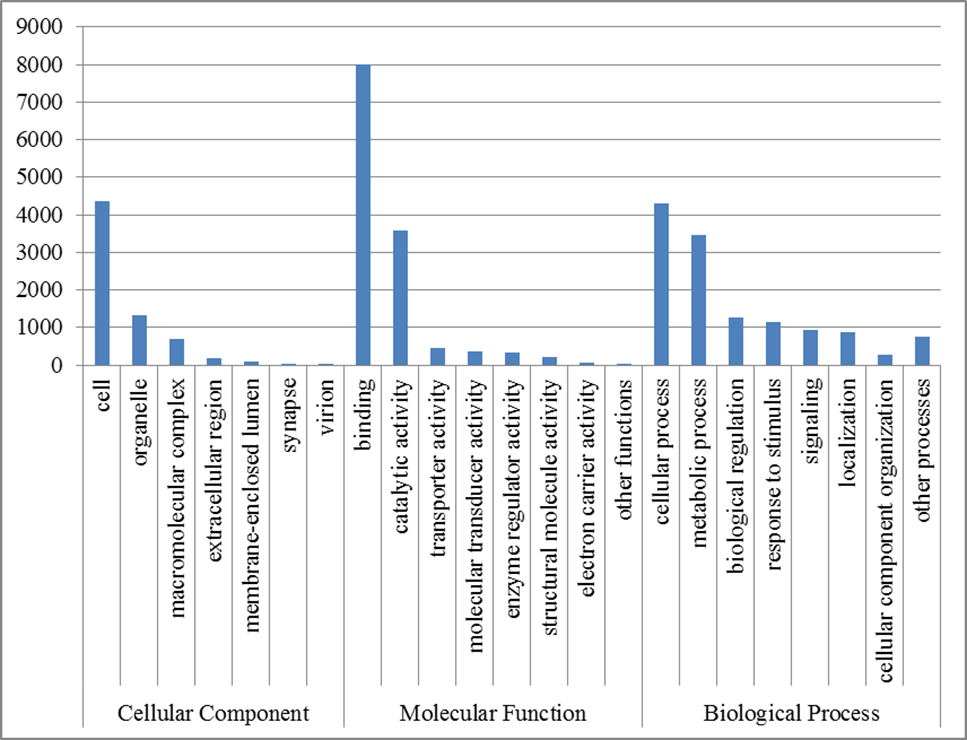 9000
8000
7000
6000
5000
4000
3000
2000
1000
0
cell
organelle
macromolecular complex
extracellular region
membrane-enclosed lumen
synapse
virion
binding
catalytic activity
transporter activity
molecular transducer activity
enzyme regulator activity
structural molecule activity
electron carrier activity
other functions
cellular process
metabolic process
biological regulation
response to stimulus
signaling
localization
cellular component organization
other processes
Cellular Component
Molecular Function
Biological Process